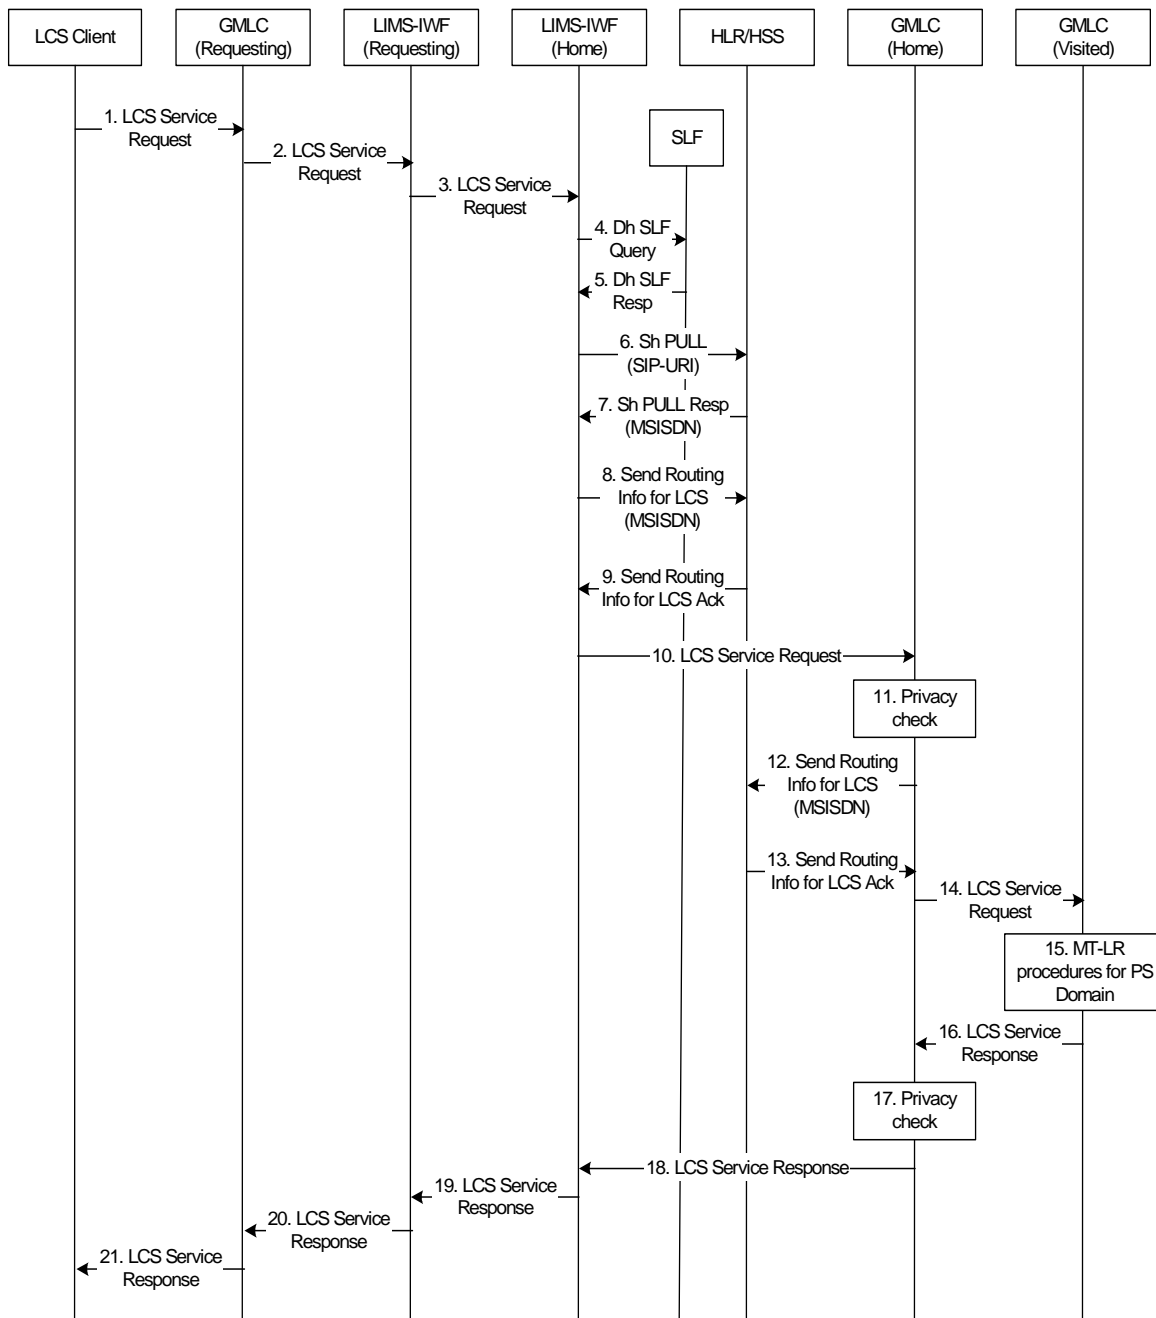 LCS Client
GMLC
(Requesting)
LIMS-IWF
(Requesting)
LIMS-IWF
(Home)
HLR/HSS
GMLC
(Home)
GMLC
(Visited)
1. LCS Service
Request
SLF
2. LCS Service
Request
3. LCS Service
Request
4. Dh SLF
Query
5. Dh SLF
Resp
6. Sh PULL
(SIP-URI)
7. Sh PULL Resp
(MSISDN)
8. Send Routing
Info for LCS
(MSISDN)
9. Send Routing
Info for LCS Ack
10. LCS Service Request
11. Privacy
check
12. Send Routing
Info for LCS
(MSISDN)
13. Send Routing
Info for LCS Ack
14. LCS Service
Request
15. MT-LR
procedures for PS
Domain
16. LCS Service
Response
17. Privacy
check
18. LCS Service Response
19. LCS Service
Response
20. LCS Service
Response
21. LCS Service
Response